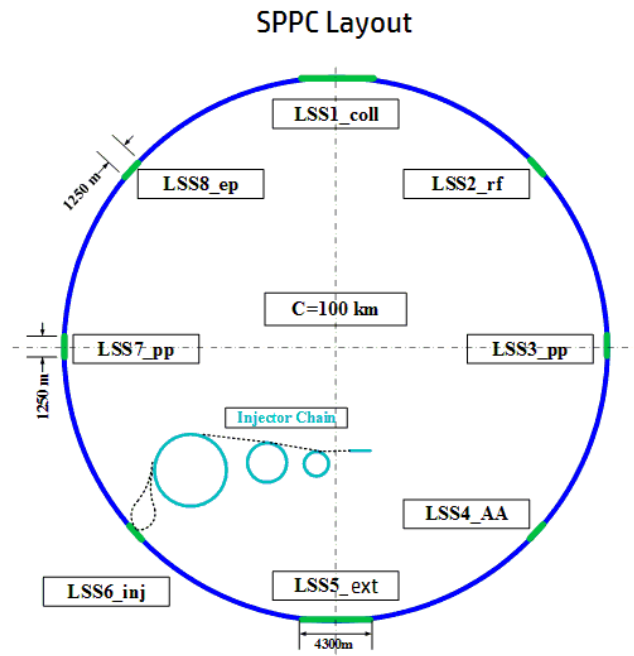 SPPC Layout
LSS1_coll
1250 m
LSS8_ep
LSS2_rf
C=100 km
LSS7_pp
LSS3_pp
1250 m
Injector Chain
LSS4_AA
LSS6_inj
LSS5_ext
4300m